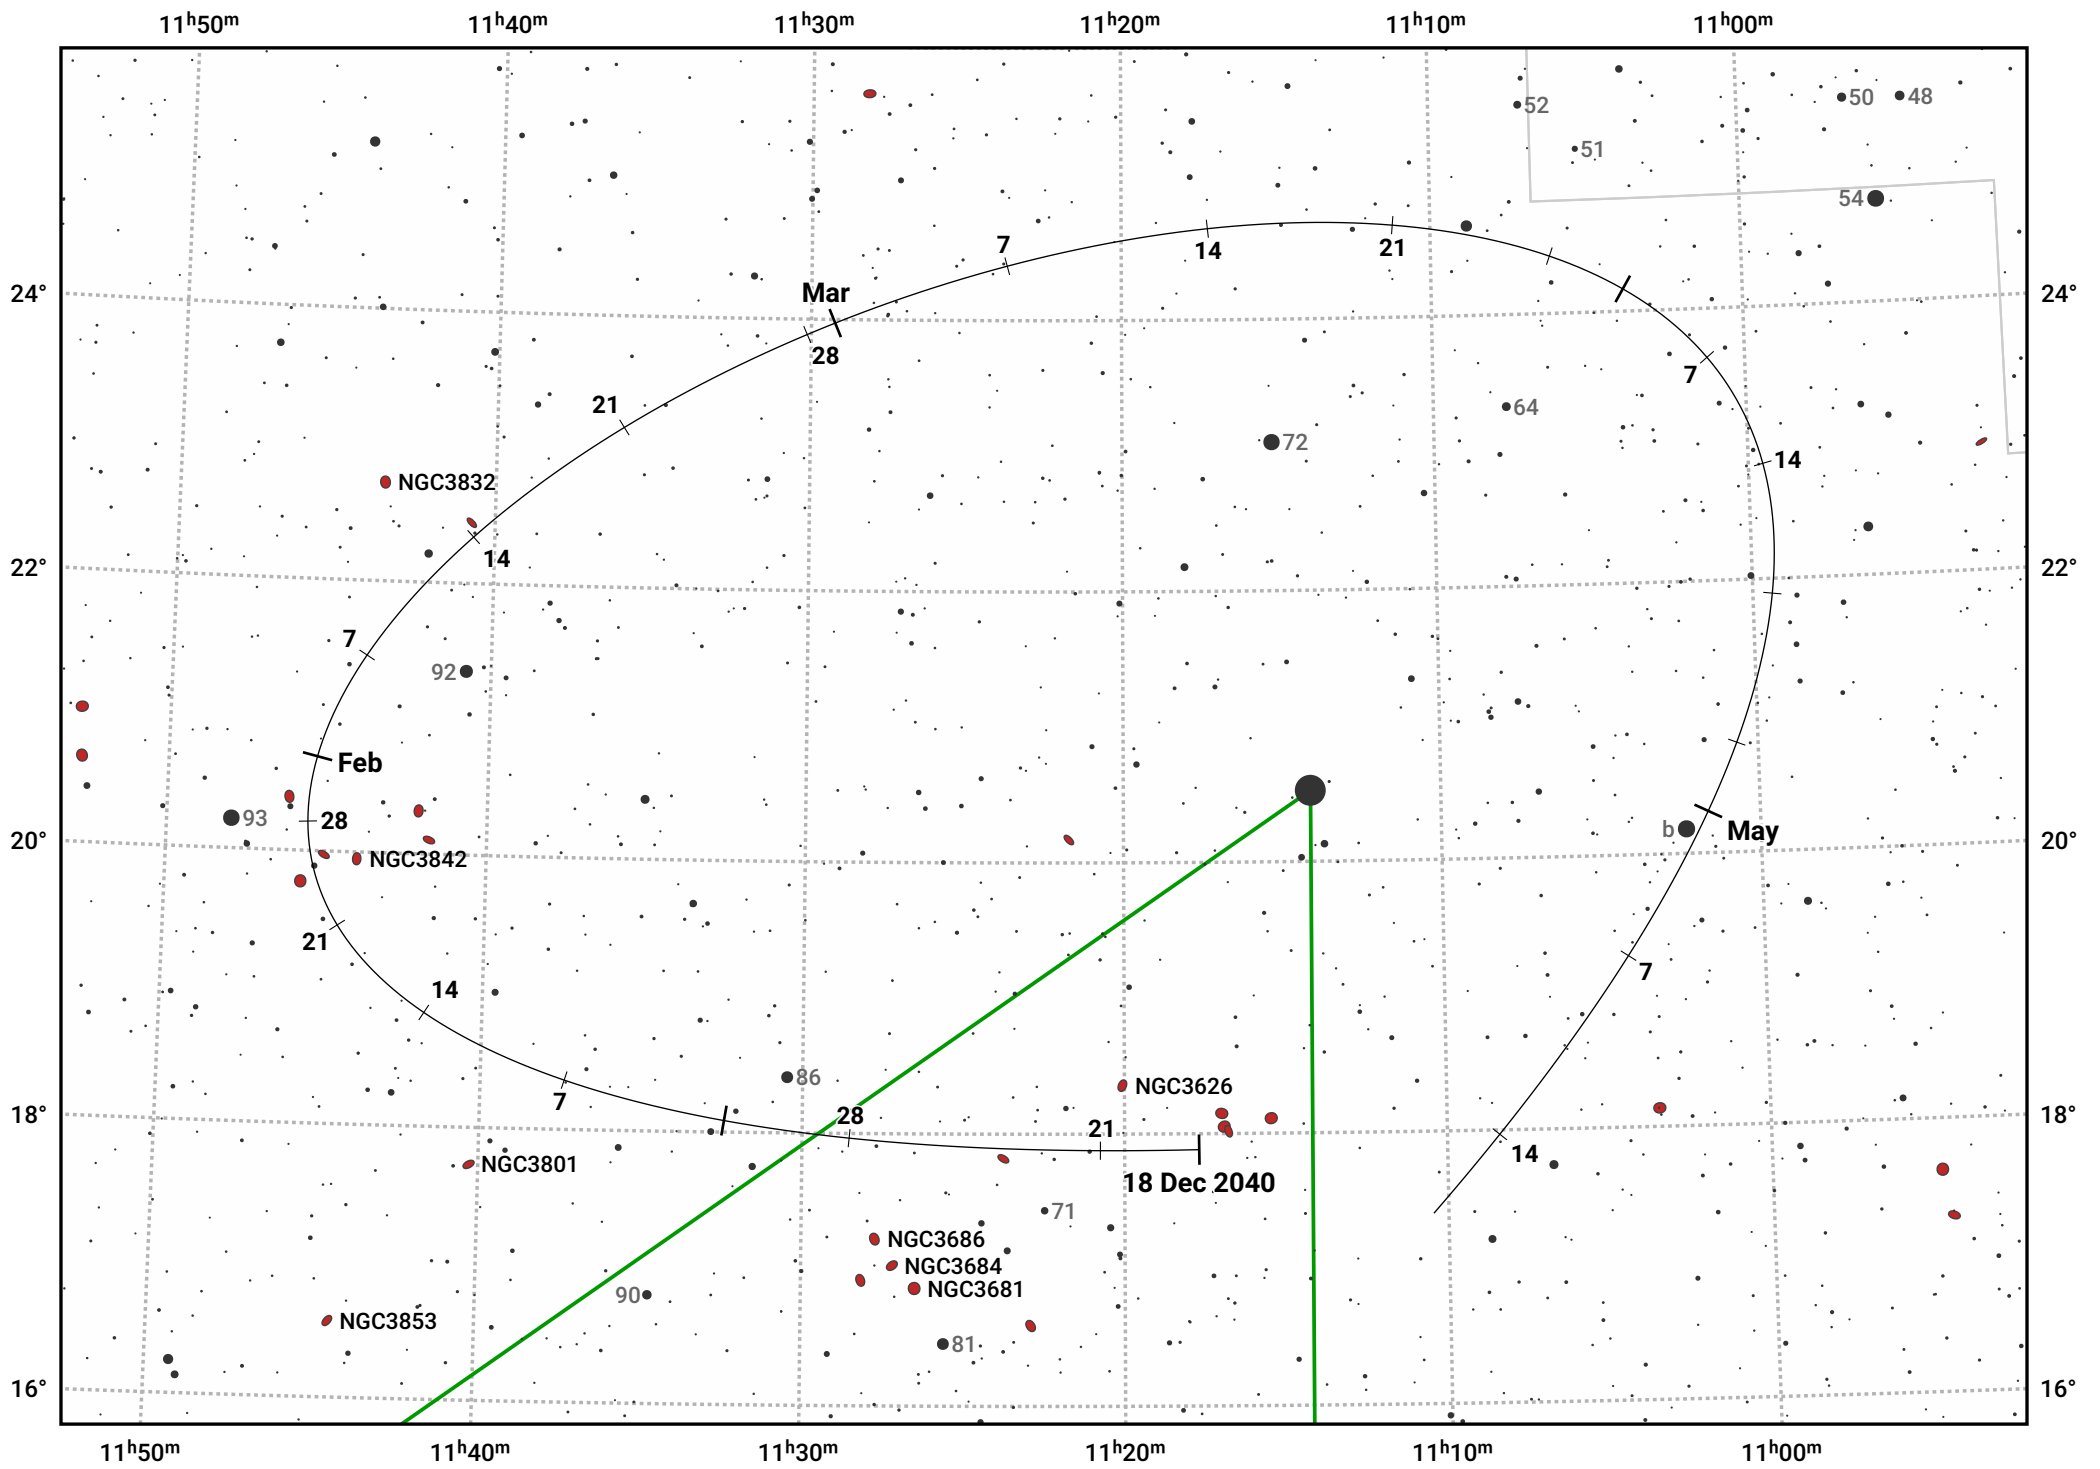 11h50m 11h40m 11h30m 11h20m 11h10m 11h00m
52
50
48
51
54
7
14
21
24°
24°
Mar
28
7
21
64
72
14
NGC3832
14
22°
22°
7
92
Feb
93
28
b
May
20°
20°
NGC3842
21
7
14
86
NGC3626
7
28
18°
21
18°
14
NGC3801
18 Dec 2040
71
NGC3686
NGC3684
NGC3681
90
NGC3853
81
16°
16°
11h50m 11h40m 11h30m 11h20m 11h10m 11h00m